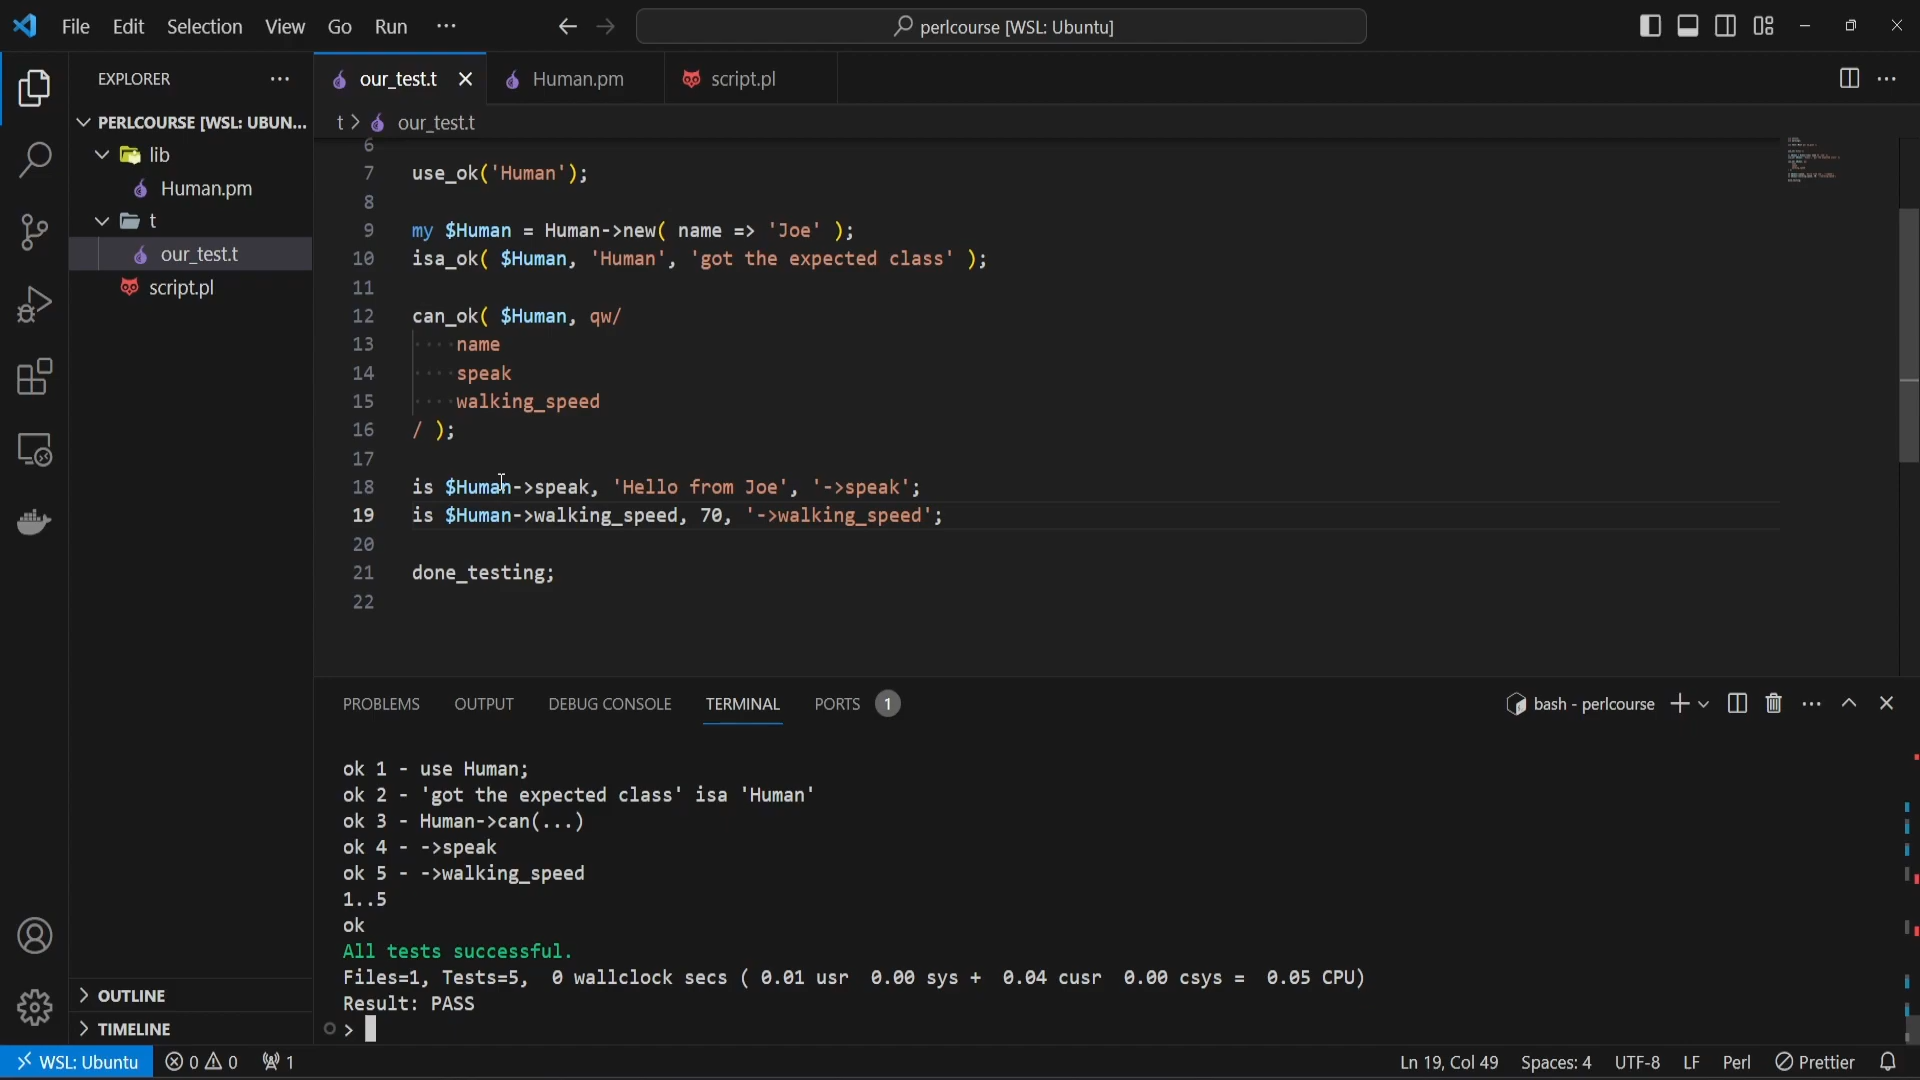 File Edit Selection View Go Run ···
perlcourse [WSL: Ubuntu]
EXPLORER ···
PERLCOURSE [WSL: UBUN...
lib
Human.pm
t
our_test.t
script.pl
OUTLINE
TIMELINE
our_test.t Human.pm script.pl
t > our_test.t
6
7 use_ok('Human');
8
9 my $Human = Human->new( name => 'Joe' );
10 isa_ok( $Human, 'Human', 'got the expected class' );
11
12 can_ok( $Human, qw/
13 ····name
14 ····speak
15 ····walking_speed
16 / );
17
18 is $Human->speak, 'Hello from Joe', '->speak';
19 is $Human->walking_speed, 70, '->walking_speed';
20
21 done_testing;
22
PROBLEMS OUTPUT DEBUG CONSOLE TERMINAL PORTS 1
bash - perlcourse
ok 1 - use Human;
ok 2 - 'got the expected class' isa 'Human'
ok 3 - Human->can(...)
ok 4 - ->speak
ok 5 - ->walking_speed
1..5
ok
All tests successful.
Files=1, Tests=5,  0 wallclock secs ( 0.01 usr  0.00 sys +  0.04 cusr  0.00 csys =  0.05 CPU)
Result: PASS
>
WSL: Ubuntu 0 0 1 Ln 19, Col 49 Spaces: 4 UTF-8 LF Perl Prettier